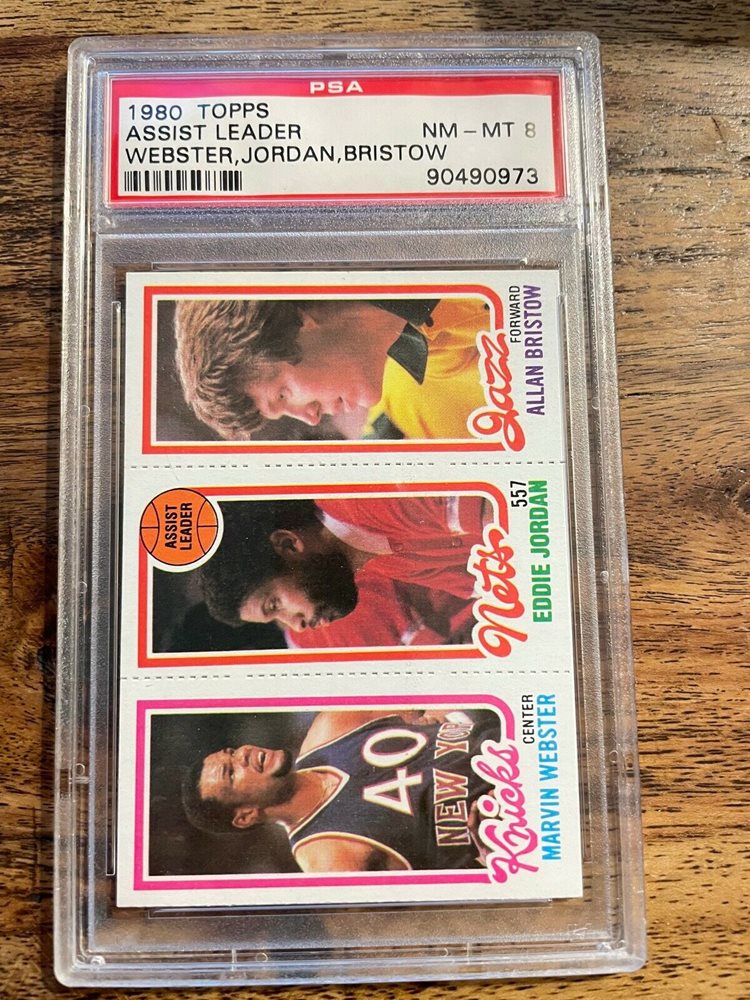 PSA
1980 TOPPS
ASSIST LEADER NM - MT 8
WEBSTER,JORDAN,BRISTOW
90490973
Jazz
FORWARD
ALLAN BRISTOW
ASSIST
LEADER
Nets
557
EDDIE JORDAN
40
NEW YO
Knicks
CENTER
MARVIN WEBSTER